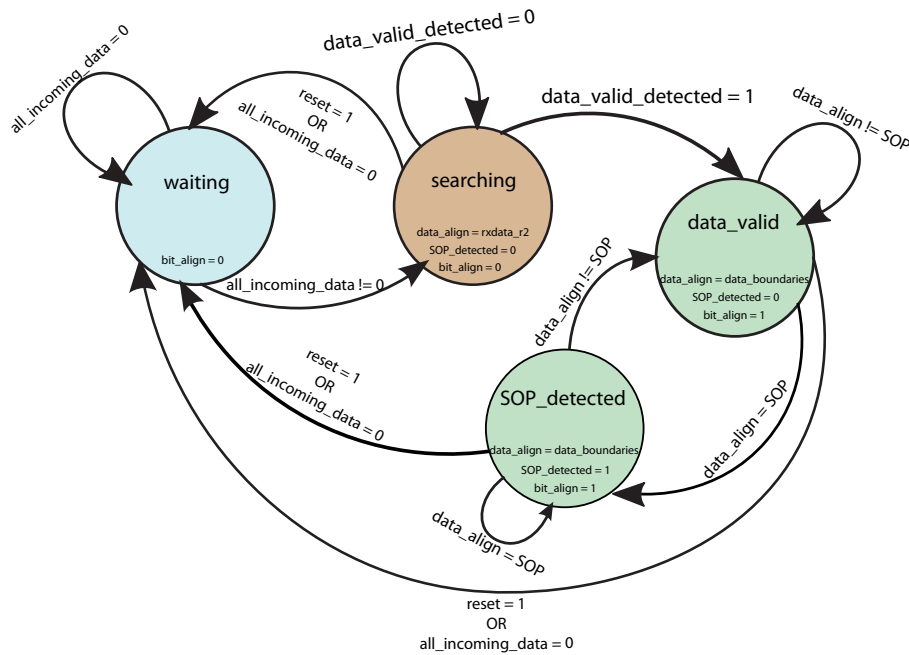 all_incoming_data = 0
data_valid_detected = 0
reset = 1
OR
all_incoming_data = 0
data_valid_detected = 1
data_align != SOP
waiting
bit_align = 0
searching
data_align = rxdata_r2
SOP_detected = 0
bit_align = 0
data_valid
data_align = data_boundaries
SOP_detected = 0
bit_align = 1
all_incoming_data != 0
data_align != SOP
reset = 1
OR
all_incoming_data = 0
SOP_detected
data_align = data_boundaries
SOP_detected = 1
bit_align = 1
data_align = SOP
data_align = SOP
reset = 1
OR
all_incoming_data = 0